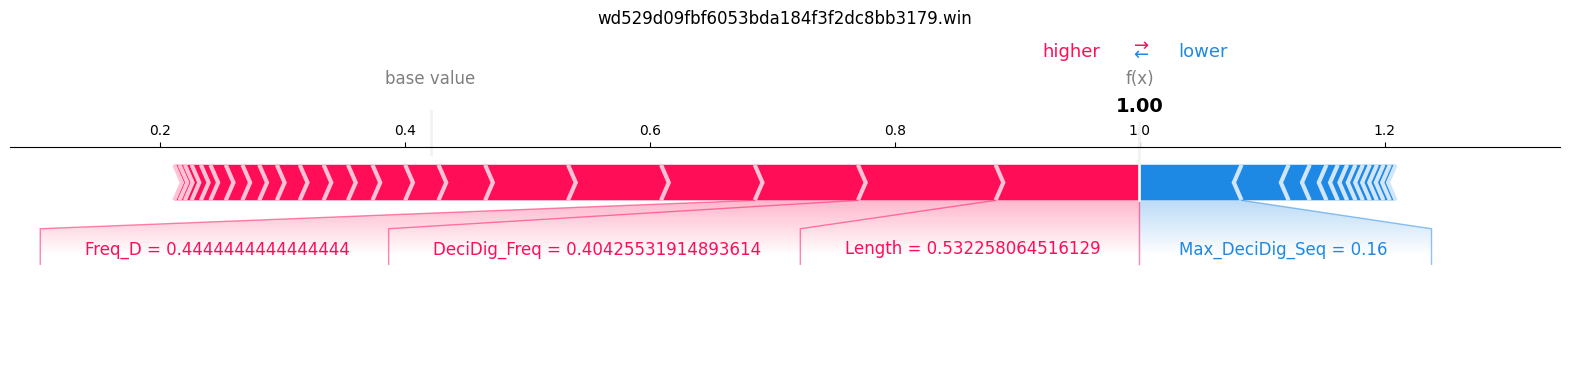 wd529d09fbf6053bda184f3f2dc8bb3179.win
higher ⇄ lower
base value f(x)
1.00
0.2 0.4 0.6 0.8 1.0 1.2
Freq_D = 0.4444444444444444 DeciDig_Freq = 0.40425531914893614 Length = 0.532258064516129 Max_DeciDig_Seq = 0.16